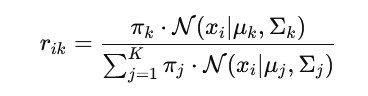 r_{ik} = \frac{\pi_k \cdot \mathcal{N}(x_i|\mu_k, \Sigma_k)}{\sum_{j=1}^{K} \pi_j \cdot \mathcal{N}(x_i|\mu_j, \Sigma_j)}